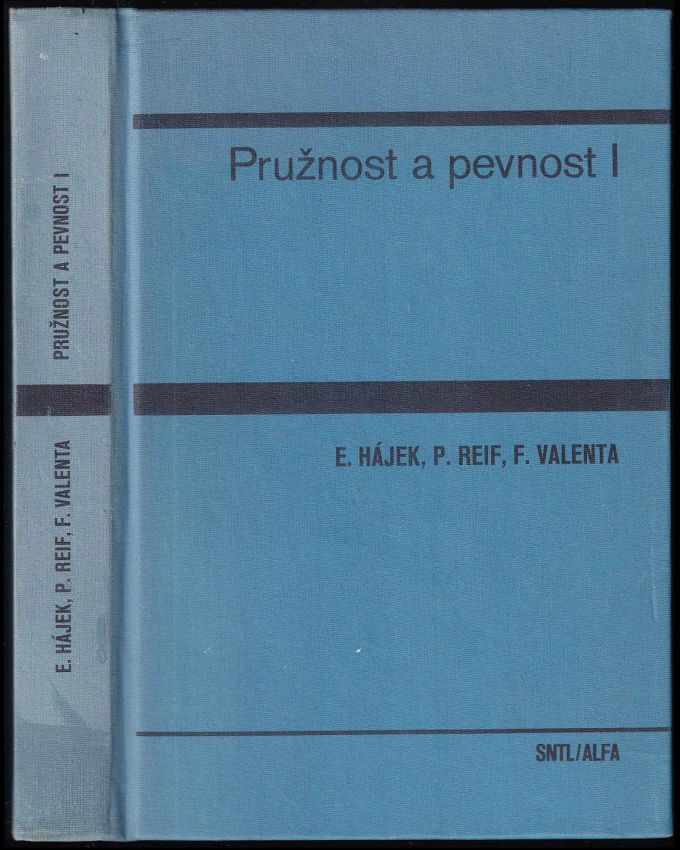 Pružnost a pevnost I
E. HÁJEK, P. REIF, F. VALENTA
SNTL/ALFA
PRUŽNOST A PEVNOST I
E. HÁJEK, P. REIF, F. VALENTA